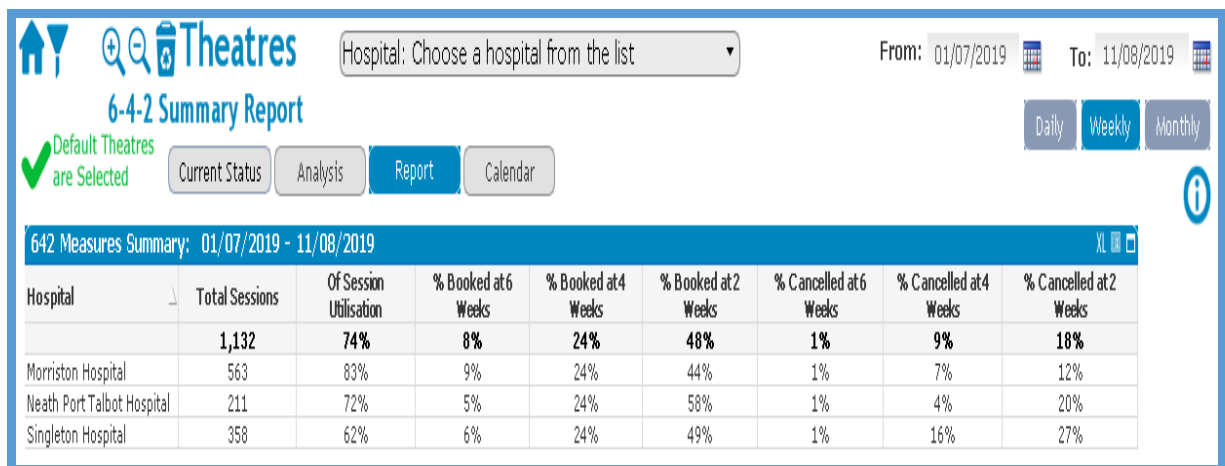 Theatres
Hospital: Choose a hospital from the list
From: 01/07/2019
To: 11/08/2019
6-4-2 Summary Report
Daily
Weekly
Monthly
Default Theatres
are Selected
Current Status
Analysis
Report
Calendar
642 Measures Summary: 01/07/2019 - 11/08/2019 XL
Hospital Total Sessions Of Session Utilisation % Booked at6 Weeks % Booked at4 Weeks % Booked at2 Weeks % Cancelled at6 Weeks % Cancelled at4 Weeks % Cancelled at2 Weeks
1,132 74% 8% 24% 48% 1% 9% 18%
Morriston Hospital 563 83% 9% 24% 44% 1% 7% 12%
Neath Port Talbot Hospital 211 72% 5% 24% 58% 1% 4% 20%
Singleton Hospital 358 62% 6% 24% 49% 1% 16% 27%